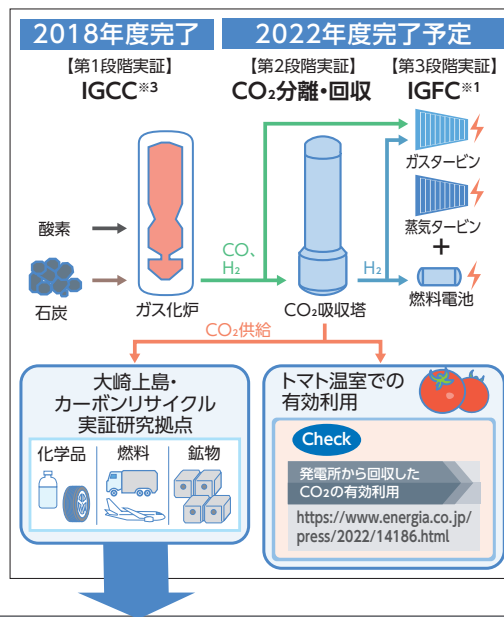 2018年度完了
2022年度完了予定
【第1段階実証】
IGCC※3
【第2段階実証】
CO₂分離・回収
【第3段階実証】
IGFC※1
ガスタービン
蒸気タービン
+
燃料電池
酸素
石炭
ガス化炉
CO、
H₂
CO₂吸収塔
H₂
CO₂供給
大崎上島・
カーボンリサイクル
実証研究拠点
化学品
燃料
鉱物
トマト温室での
有効利用
Check
発電所から回収した
CO₂の有効利用
https://www.energia.co.jp/
press/2022/14186.html